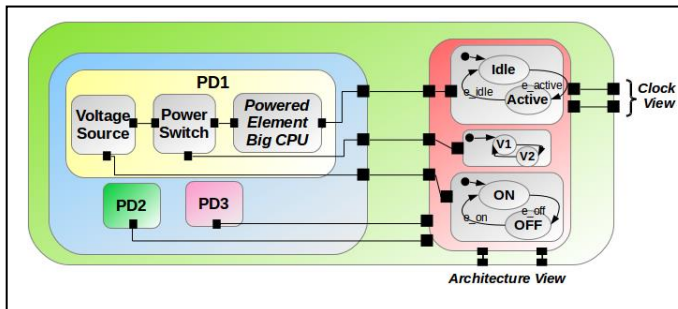 PD1
Voltage
Source
Power
Switch
Powered
Element
Big CPU
PD2
PD3
Idle
e_active
e_idle
Active
V1
V2
ON
e_off
e_on
OFF
Clock
View
Architecture View